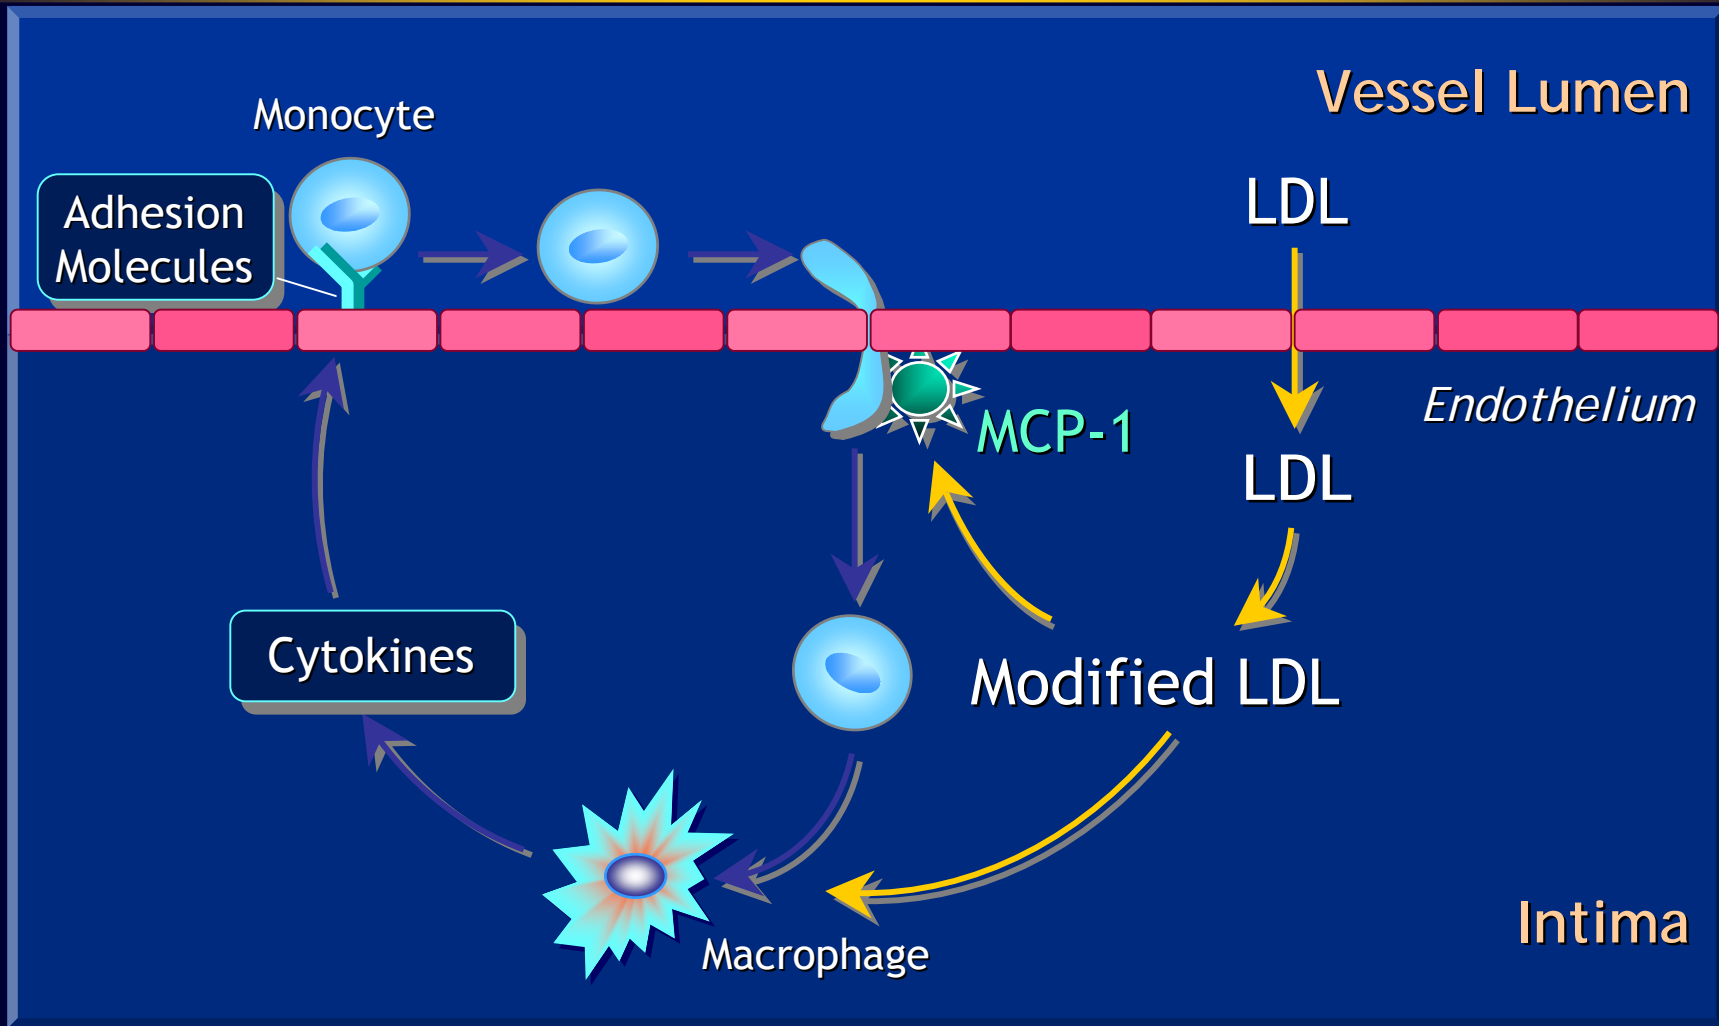 Vessel Lumen
Monocyte
Adhesion
Molecules
LDL
Endothelium
MCP-1
LDL
Cytokines
Modified LDL
Intima
Macrophage